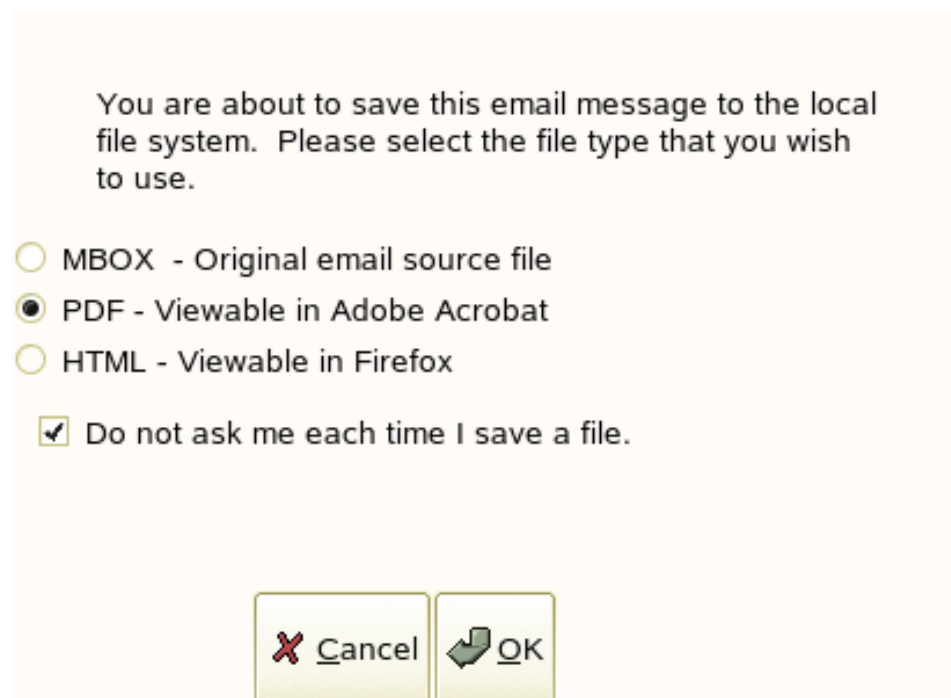 You are about to save this email message to the local
file system.  Please select the file type that you wish
to use.
MBOX  - Original email source file
PDF - Viewable in Adobe Acrobat
HTML - Viewable in Firefox
Do not ask me each time I save a file.
Cancel OK